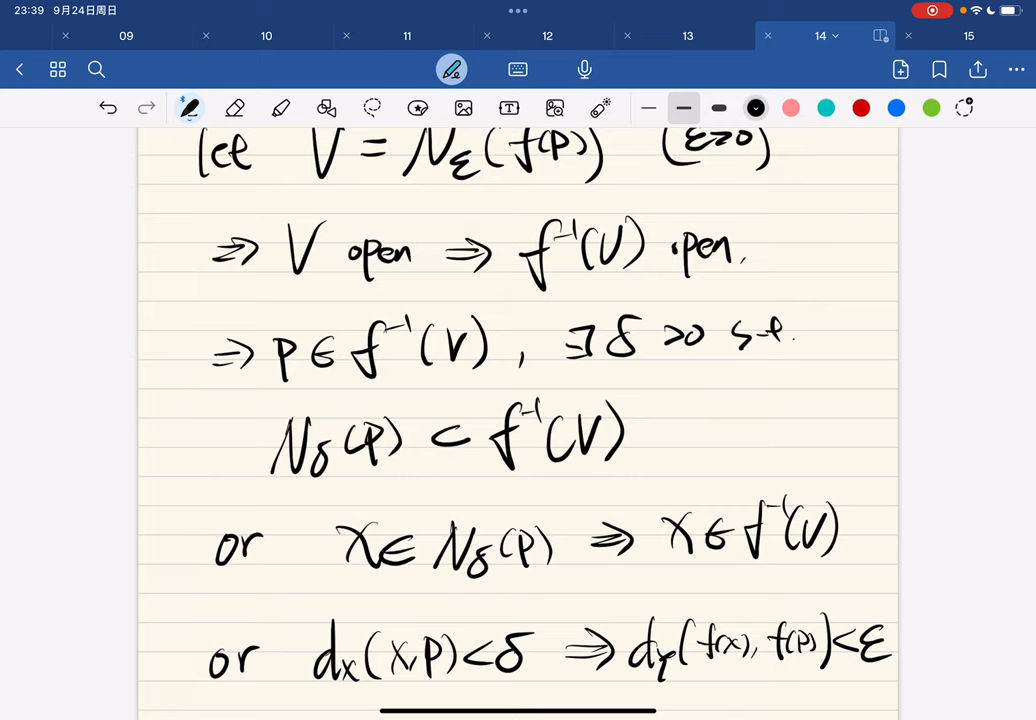 23:39 9月24日周日
09 10 11 12 13 14 15
let V = N_ε(f(p)) (ε>0)
⇒ V open ⇒ f⁻¹(V) open,
⇒ p ∈ f⁻¹(V), ∃ δ >0 s.t.
N_δ(p) ⊂ f⁻¹(V)
or x ∈ N_δ(p) ⇒ x ∈ f⁻¹(V)
or d_X(x,p)<δ ⇒ d_Y(f(x), f(p))<ε